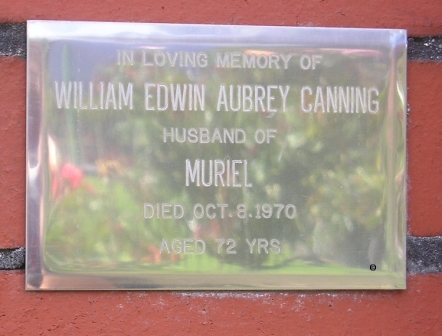 IN LOVING MEMORY OF
WILLIAM EDWIN AUBREY CANNING
HUSBAND OF
MURIEL
DIED OCT. 8. 1970
AGED 72 YRS